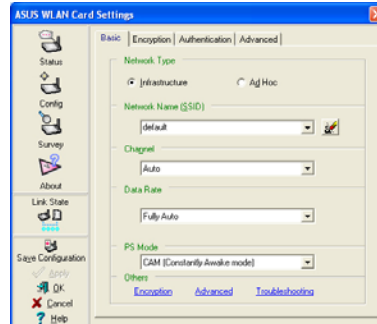 ASUS WLAN Card Settings
Status
Config
Survey
About
Link State
Save Configuration
Apply
OK
Cancel
Help
Basic
Encryption
Authentication
Advanced
Network Type
Infrastructure
Ad Hoc
Network Name (SSID)
default
Channel
Auto
Data Rate
Fully Auto
PS Mode
CAM (Constantly Awake mode)
Others
Encryption
Advanced
Troubleshooting